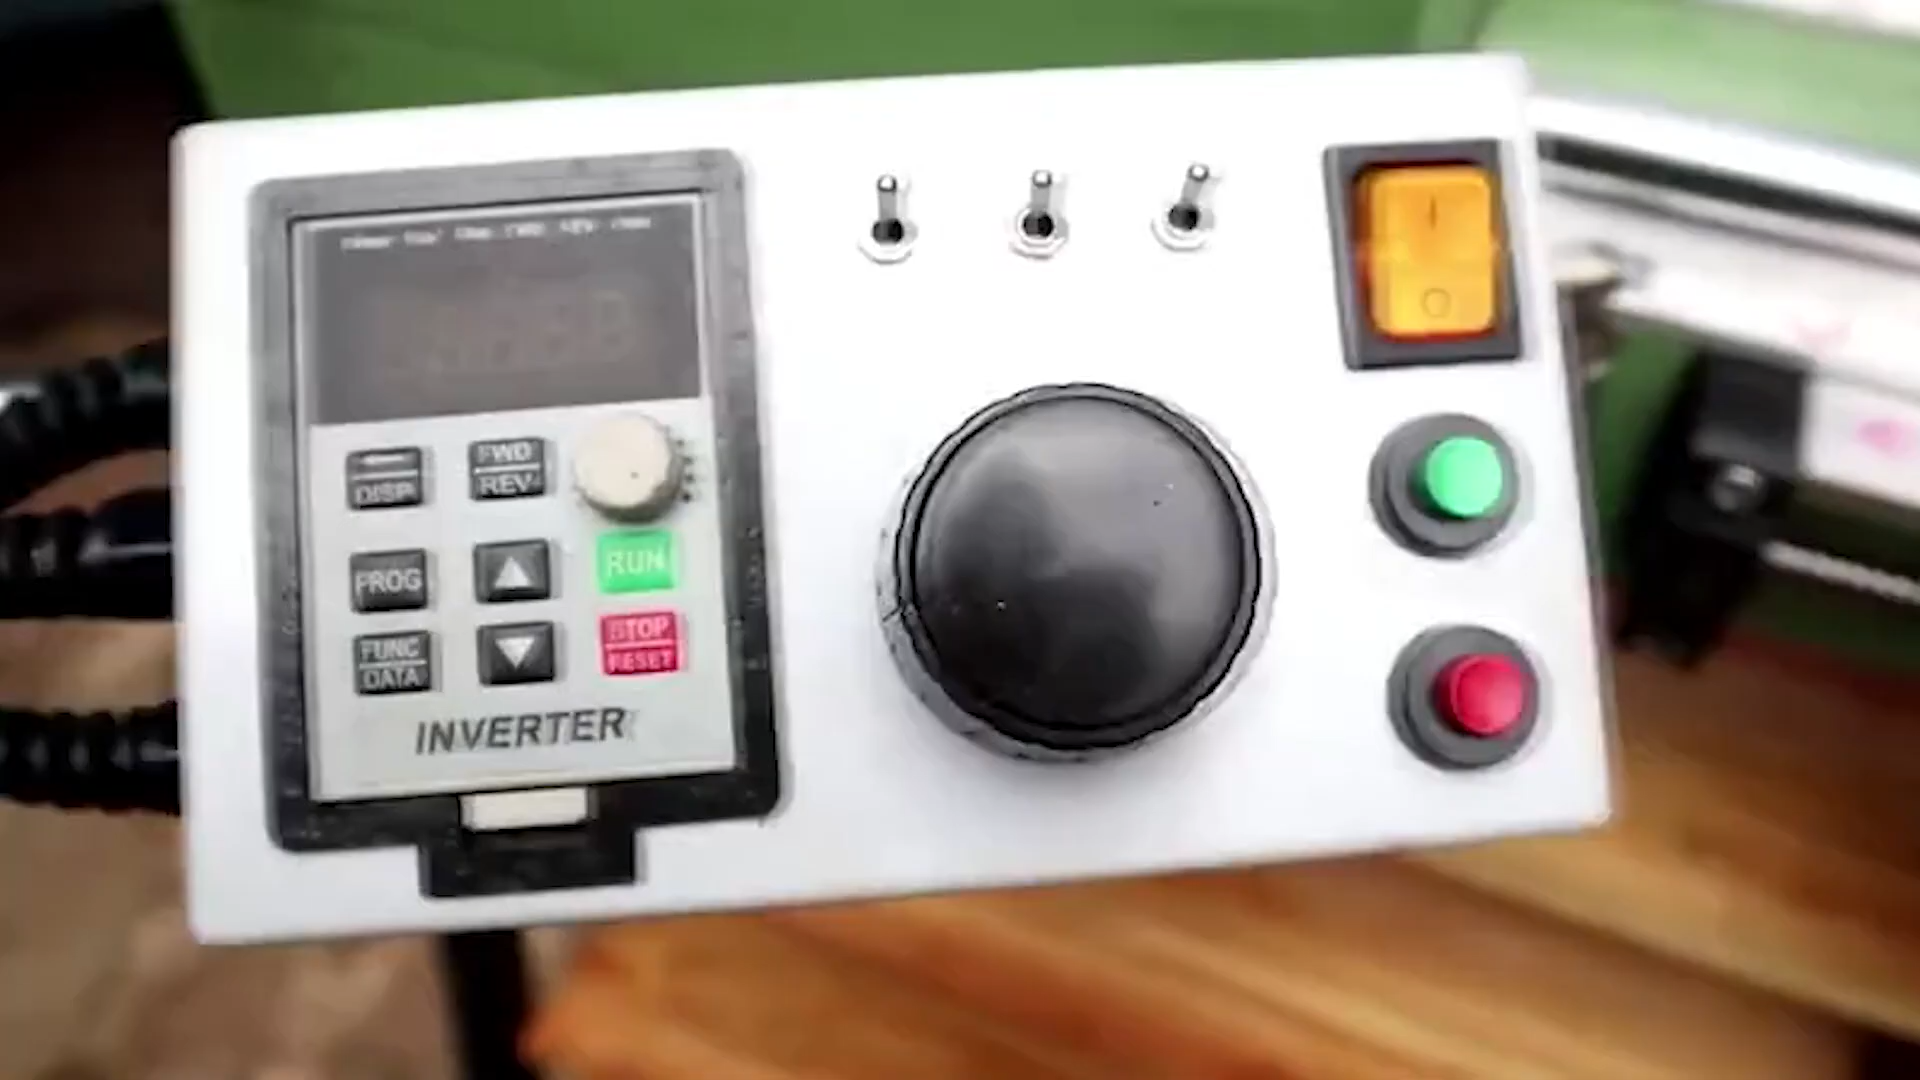 DISP
FWD
REV
PROG
RUN
FUNC
DATA
STOP
RESET
INVERTER